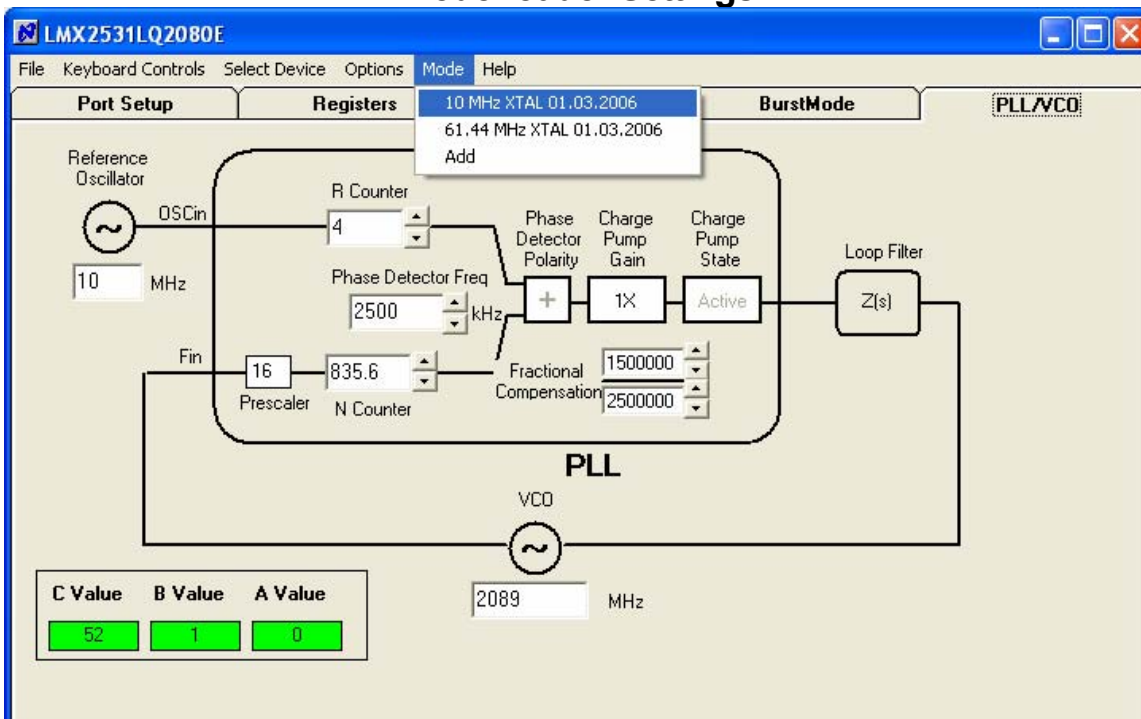 LMX2531LQ2080E
File Keyboard Controls Select Device Options Mode Help
Port Setup Registers BurstMode PLL/VCO
10 MHz XTAL 01.03.2006
61.44 MHz XTAL 01.03.2006
Add
Reference
Oscillator
OSCin
10 MHz
R Counter
4
Phase Detector Freq
2500 kHz
Phase
Detector
Polarity
+
Charge
Pump
Gain
1X
Charge
Pump
State
Active
Loop Filter
Z(s)
Fin
16
Prescaler
835.6
N Counter
Fractional
Compensation
1500000
2500000
PLL
VCO
2089 MHz
C Value B Value A Value
52 1 0